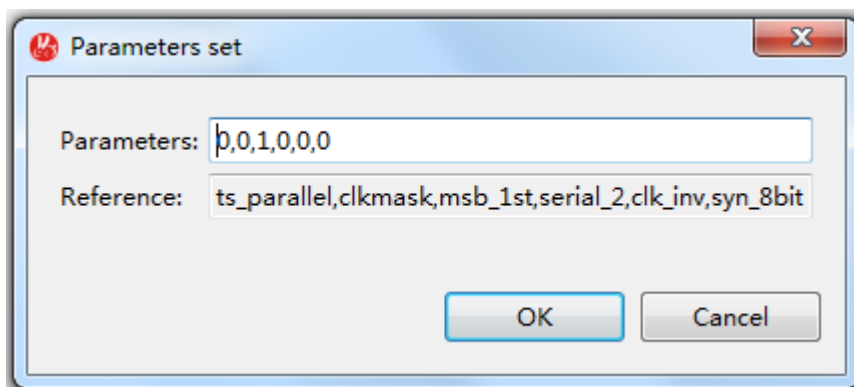 Parameters set
Parameters: 0,0,1,0,0,0
Reference: ts_parallel,clkmask,msb_1st,serial_2,clk_inv,syn_8bit
OK Cancel